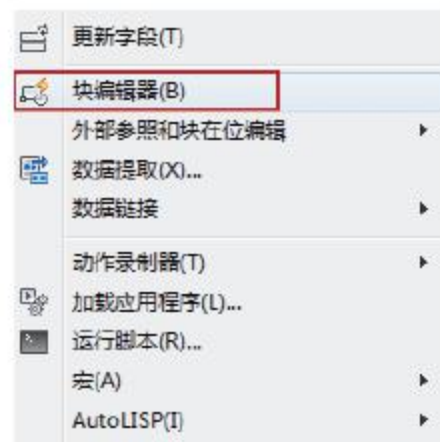 更新字段(T)
块编辑器(B)
外部参照和块在位编辑
数据提取(X)...
数据链接
动作录制器(T)
加载应用程序(L)...
运行脚本(R)...
宏(A)
AutoLISP(I)